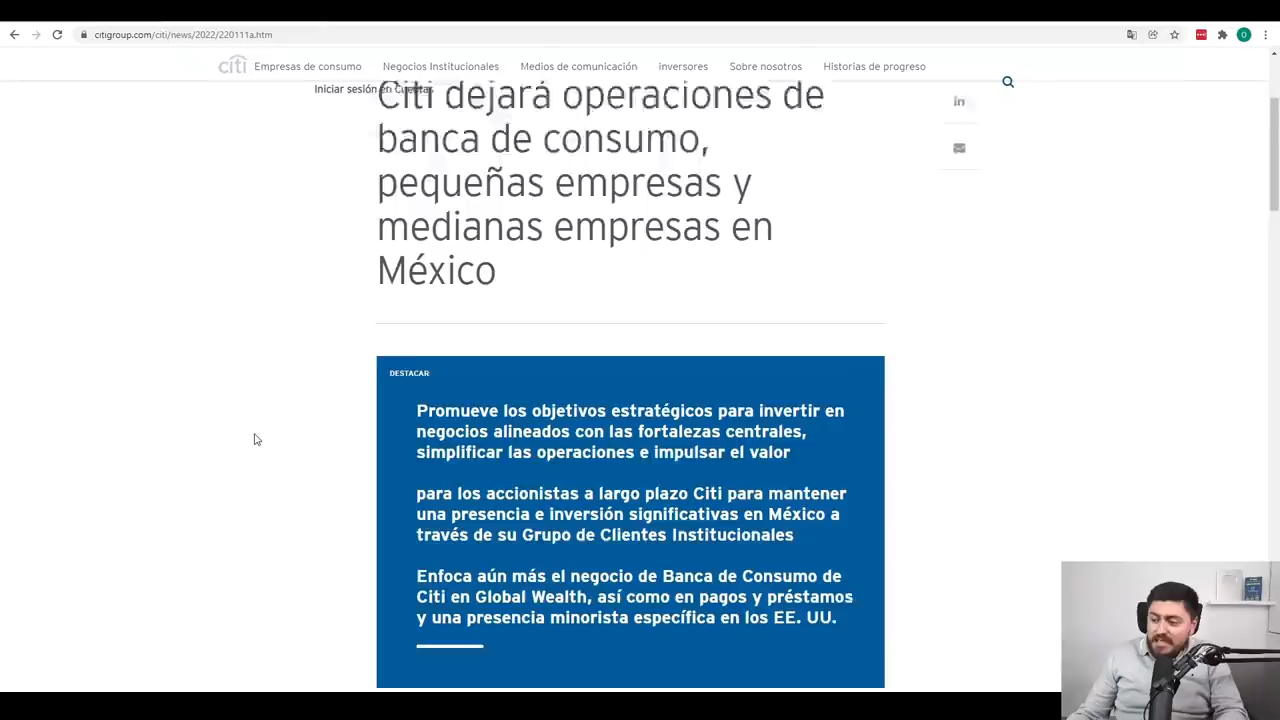 citigroup.com/citi/news/2022/220111a.htm
citi Empresas de consumo Negocios Institucionales Medios de comunicación inversores Sobre nosotros Historias de progreso
Iniciar sesión en Cuentas
Citi dejará operaciones de
banca de consumo,
pequeñas empresas y
medianas empresas en
México
in
DESTACAR
Promueve los objetivos estratégicos para invertir en
negocios alineados con las fortalezas centrales,
simplificar las operaciones e impulsar el valor
para los accionistas a largo plazo Citi para mantener
una presencia e inversión significativas en México a
través de su Grupo de Clientes Institucionales
Enfoca aún más el negocio de Banca de Consumo de
Citi en Global Wealth, así como en pagos y préstamos
y una presencia minorista específica en los EE. UU.